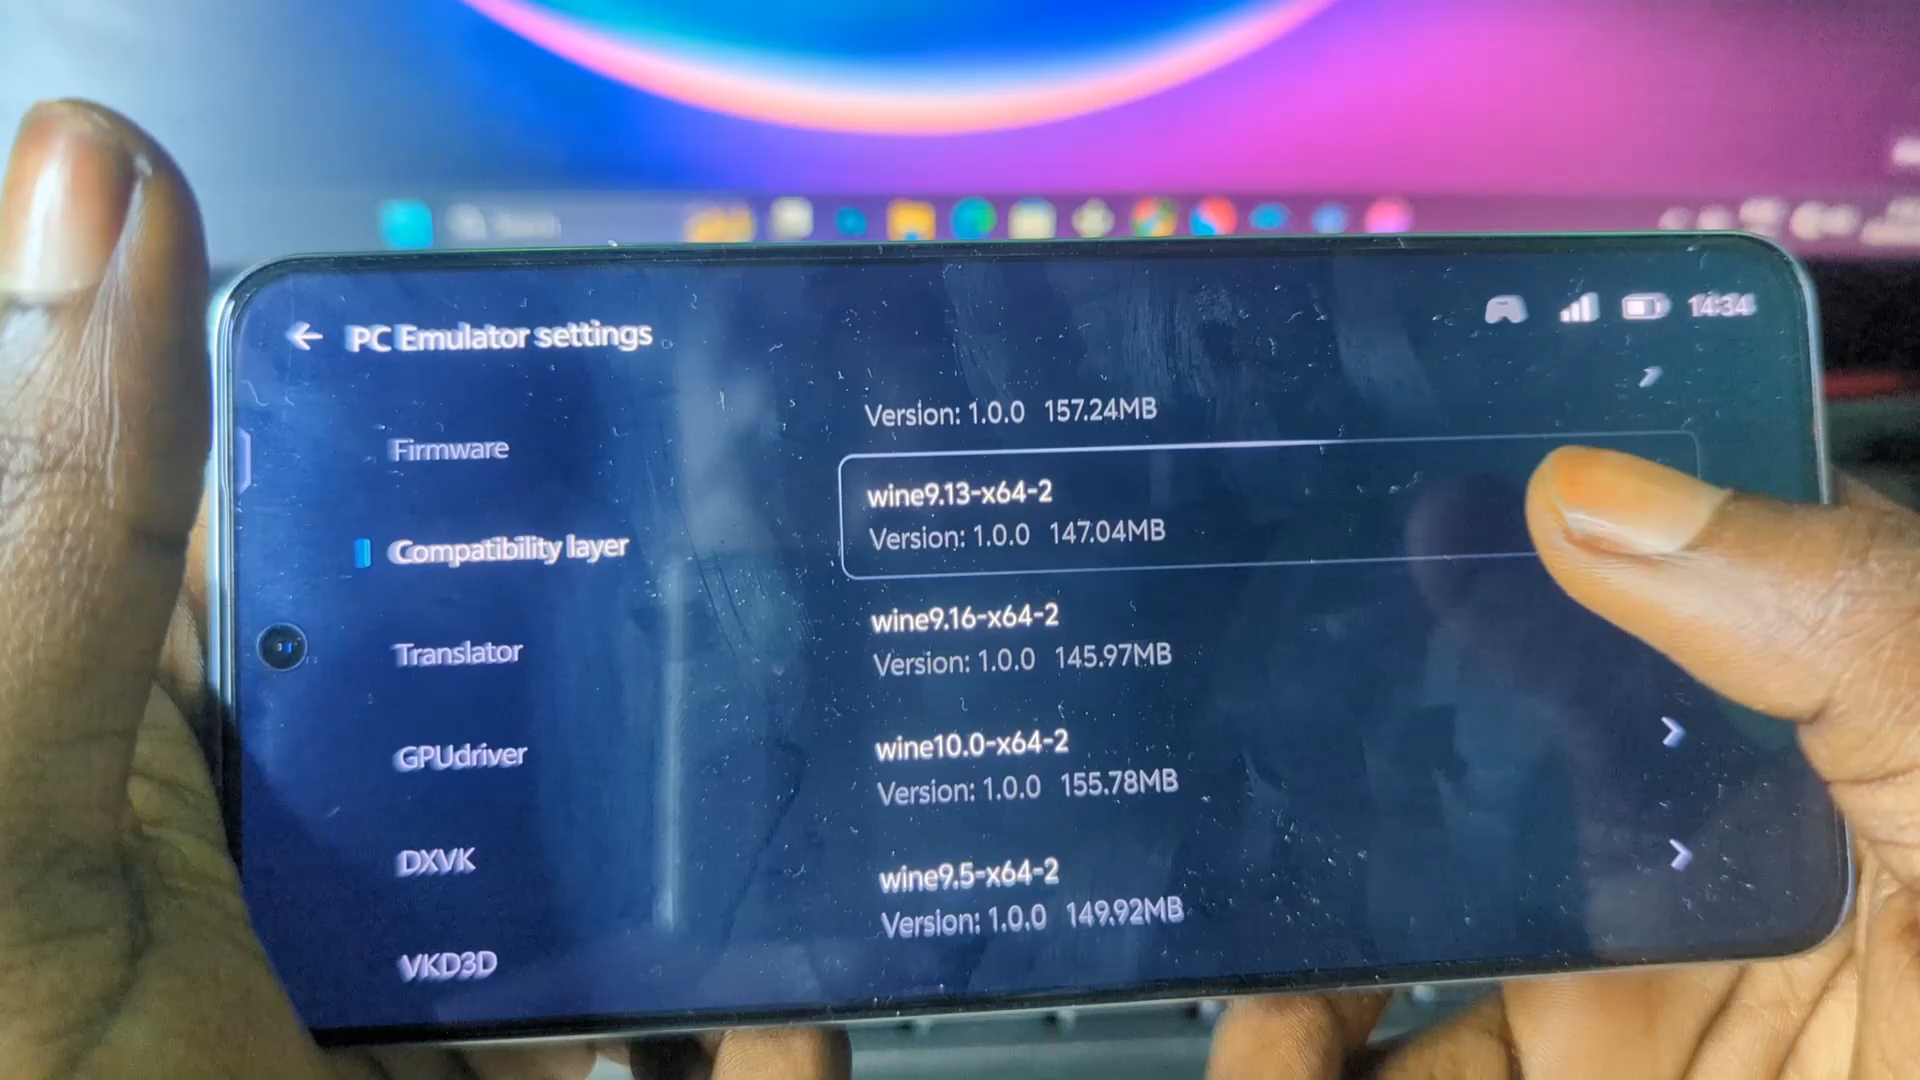 PC Emulator settings
14:34
Firmware
Compatibility layer
Translator
GPUdriver
DXVK
VKD3D
Version: 1.0.0 157.24MB
wine9.13-x64-2
Version: 1.0.0 147.04MB
wine9.16-x64-2
Version: 1.0.0 145.97MB
wine10.0-x64-2
Version: 1.0.0 155.78MB
wine9.5-x64-2
Version: 1.0.0 149.92MB